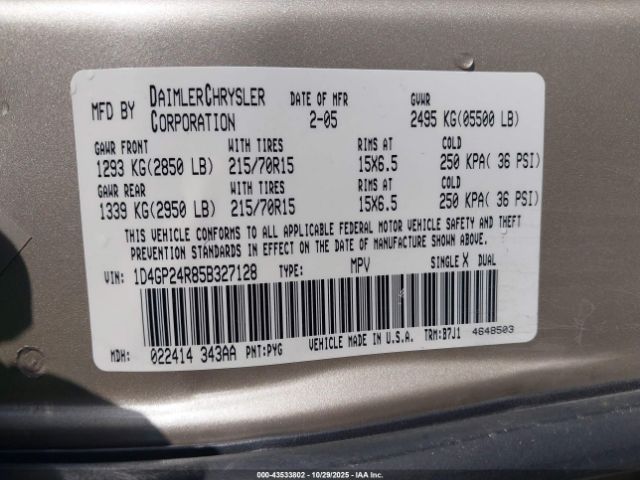 MFD BY DAIMLERCHRYSLER CORPORATION DATE OF MFR 2-05 GVWR 2495 KG(05500 LB)
GAWR FRONT WITH TIRES RIMS AT COLD
1293 KG(2850 LB) 215/70R15 15X6.5 250 KPA( 36 PSI)
GAWR REAR WITH TIRES RIMS AT COLD
1339 KG(2950 LB) 215/70R15 15X6.5 250 KPA( 36 PSI)
THIS VEHICLE CONFORMS TO ALL APPLICABLE FEDERAL MOTOR VEHICLE SAFETY AND THEFT
PREVENTION STANDARDS IN EFFECT ON THE DATE OF MANUFACTURE SHOWN ABOVE.
VIN: 1D4GP24R85B327128 TYPE: MPV SINGLE X DUAL
MDH: 022414 343AA PNT:PYG VEHICLE MADE IN U.S.A. TRM:B7J1 4648503
000-43533802 - 10/29/2025 - COPYRIGHT IAA, LLC.